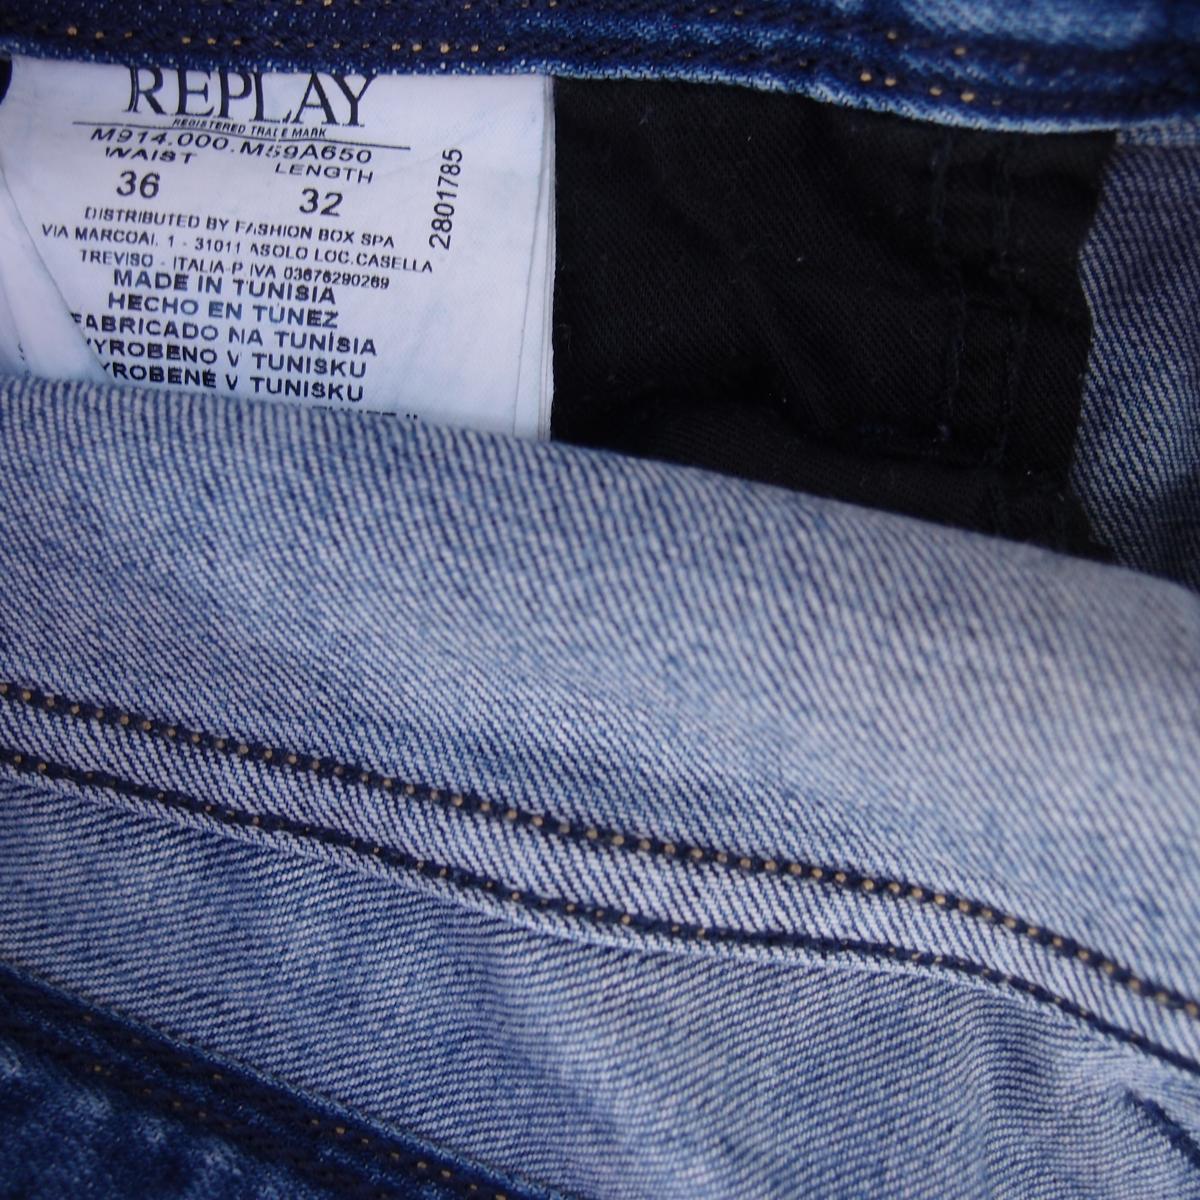 REPLAY
REGISTERED TRADE MARK
M914.000.M59A650
WAIST LENGTH
36 32
2801785
DISTRIBUTED BY FASHION BOX SPA
VIA MARCOAI, 1 - 31011 ASOLO LOC.CASELLA
TREVISO - ITALIA-P.IVA 03676290269
MADE IN TUNISIA
HECHO EN TÚNEZ
FABRICADO NA TUNÍSIA
VYROBENO V TUNISKU
VYROBENÉ V TUNISKU